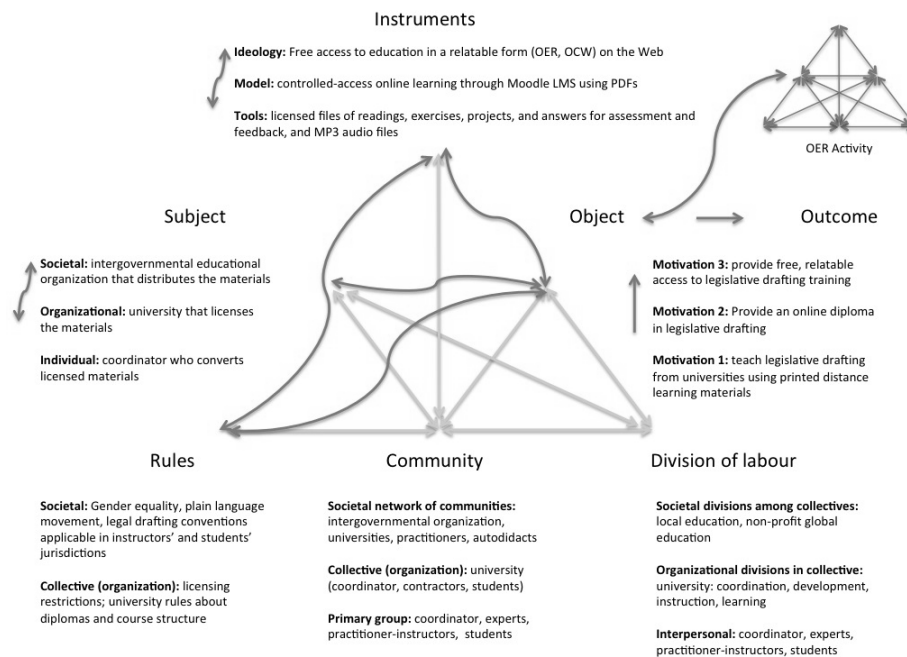 Instruments
Ideology: Free access to education in a relatable form (OER, OCW) on the Web
Model: controlled-access online learning through Moodle LMS using PDFs
Tools: licensed files of readings, exercises, projects, and answers for assessment and
feedback, and MP3 audio files
OER Activity
Subject
Object
Outcome
Societal: intergovernmental educational
organization that distributes the materials
Organizational: university that licenses
the materials
Individual: coordinator who converts
licensed materials
Motivation 3: provide free, relatable
access to legislative drafting training
Motivation 2: Provide an online diploma
in legislative drafting
Motivation 1: teach legislative drafting
from universities using printed distance
learning materials
Rules
Community
Division of labour
Societal: Gender equality, plain language
movement, legal drafting conventions
applicable in instructors' and students'
jurisdictions
Collective (organization): licensing
restrictions; university rules about
diplomas and course structure
Societal network of communities:
intergovernmental organization,
universities, practitioners, autodidacts
Collective (organization): university
(coordinator, contractors, students)
Primary group: coordinator, experts,
practitioner-instructors, students
Societal divisions among collectives:
local education, non-profit global
education
Organizational divisions in collective:
university: coordination, development,
instruction, learning
Interpersonal: coordinator, experts,
practitioner-instructors, students